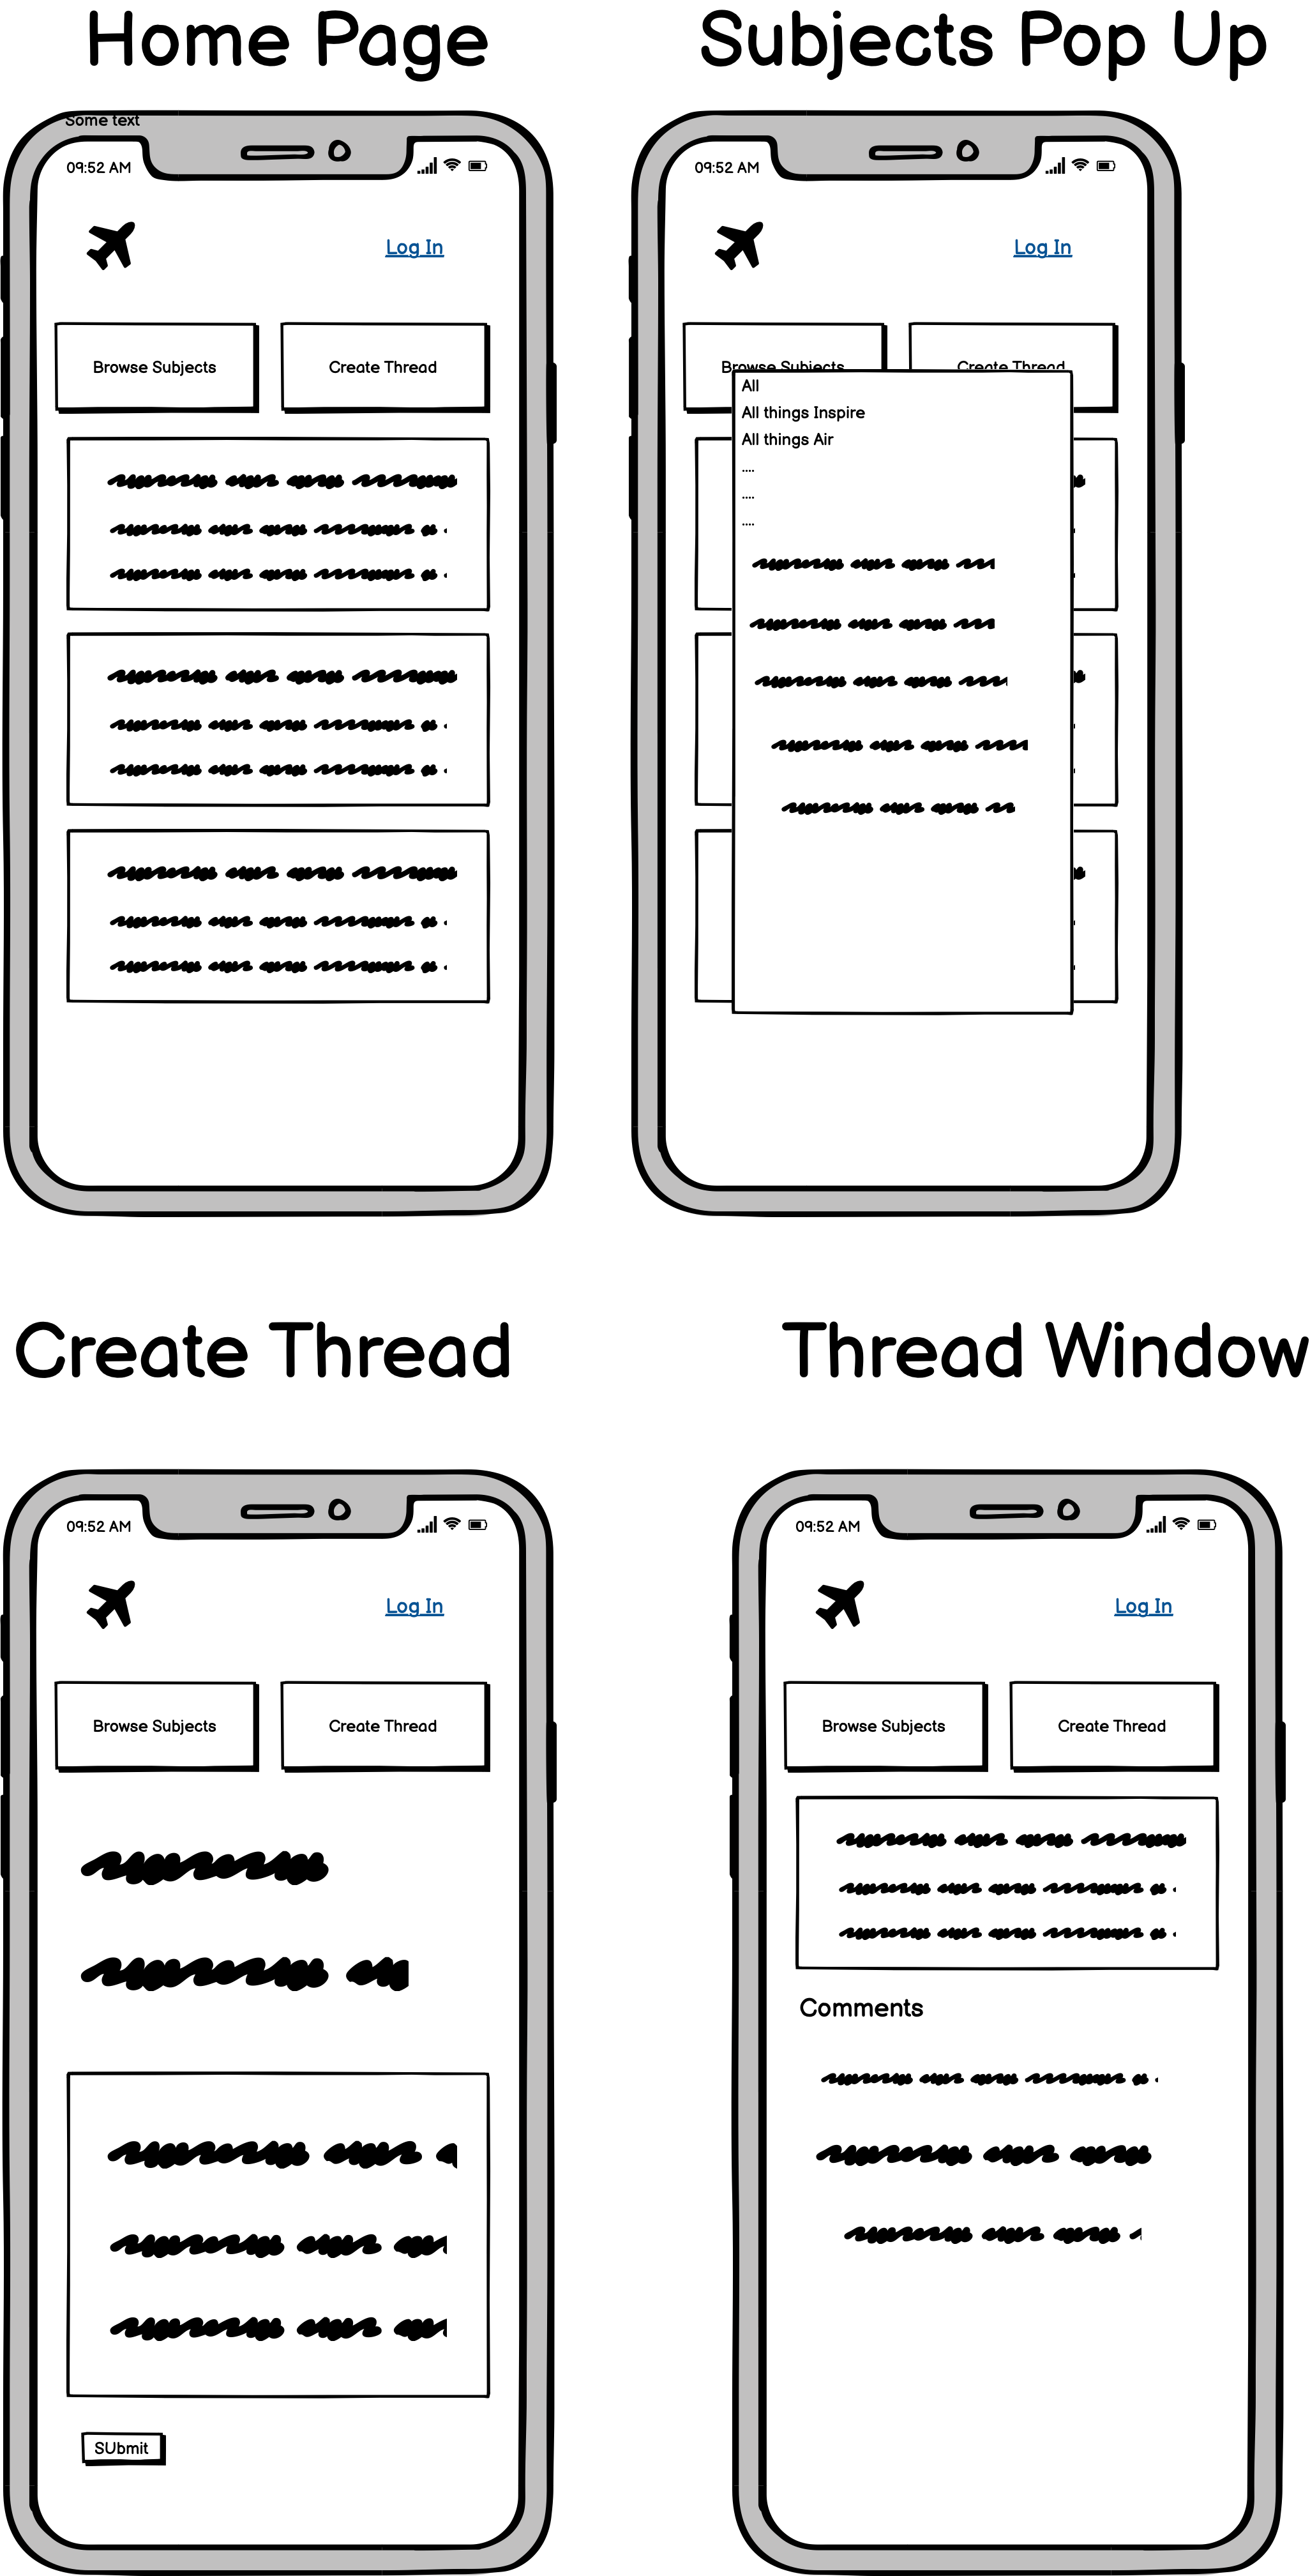 Home Page
Subjects Pop Up
Some text
09:52 AM
Log In
Browse Subjects
Create Thread
09:52 AM
Log In
Browse Subjects
Create Thread
All
All things Inspire
All things Air
....
....
....
Create Thread
Thread Window
09:52 AM
Log In
Browse Subjects
Create Thread
SUbmit
09:52 AM
Log In
Browse Subjects
Create Thread
Comments